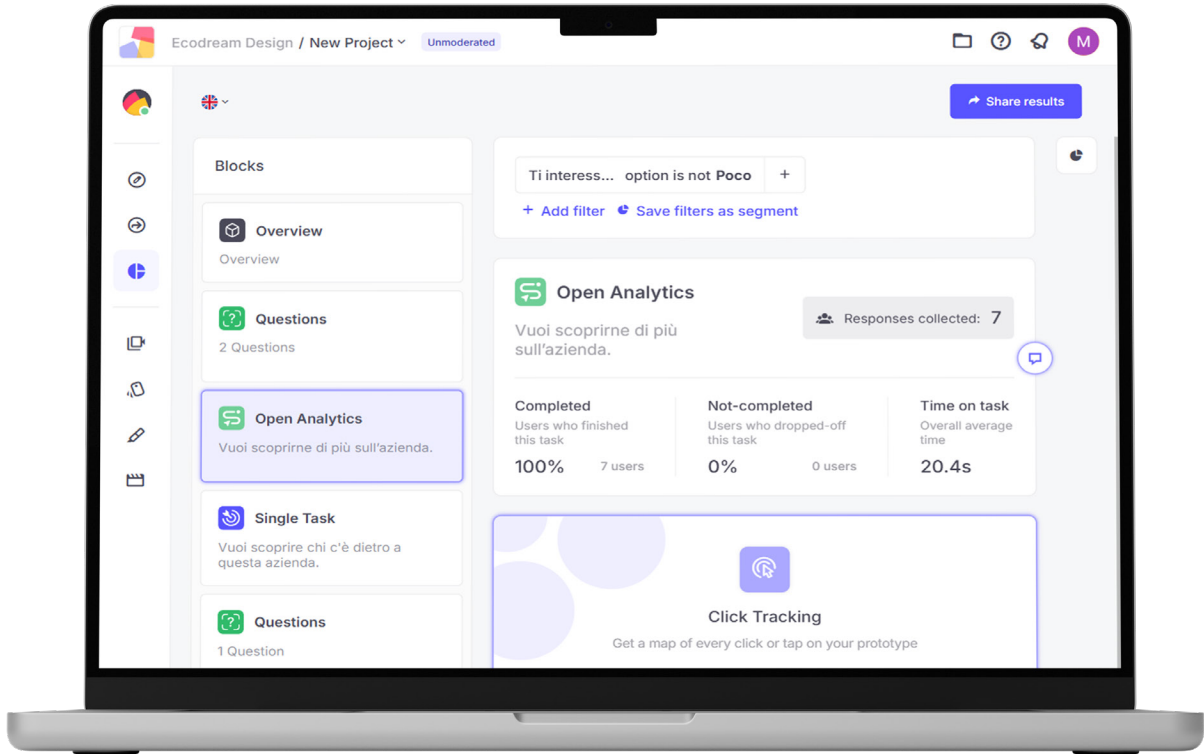 Ecodream Design / New Project
Unmoderated
M
Share results
Blocks
Overview
Overview
Questions
2 Questions
Open Analytics
Vuoi scoprirne di più sull'azienda.
Single Task
Vuoi scoprire chi c'è dietro a
questa azienda.
Questions
1 Question
Ti interess... option is not Poco +
+ Add filter Save filters as segment
Open Analytics
Vuoi scoprirne di più
sull'azienda.
Responses collected: 7
Completed
Users who finished
this task
100% 7 users
Not-completed
Users who dropped-off
this task
0% 0 users
Time on task
Overall average
time
20.4s
Click Tracking
Get a map of every click or tap on your prototype